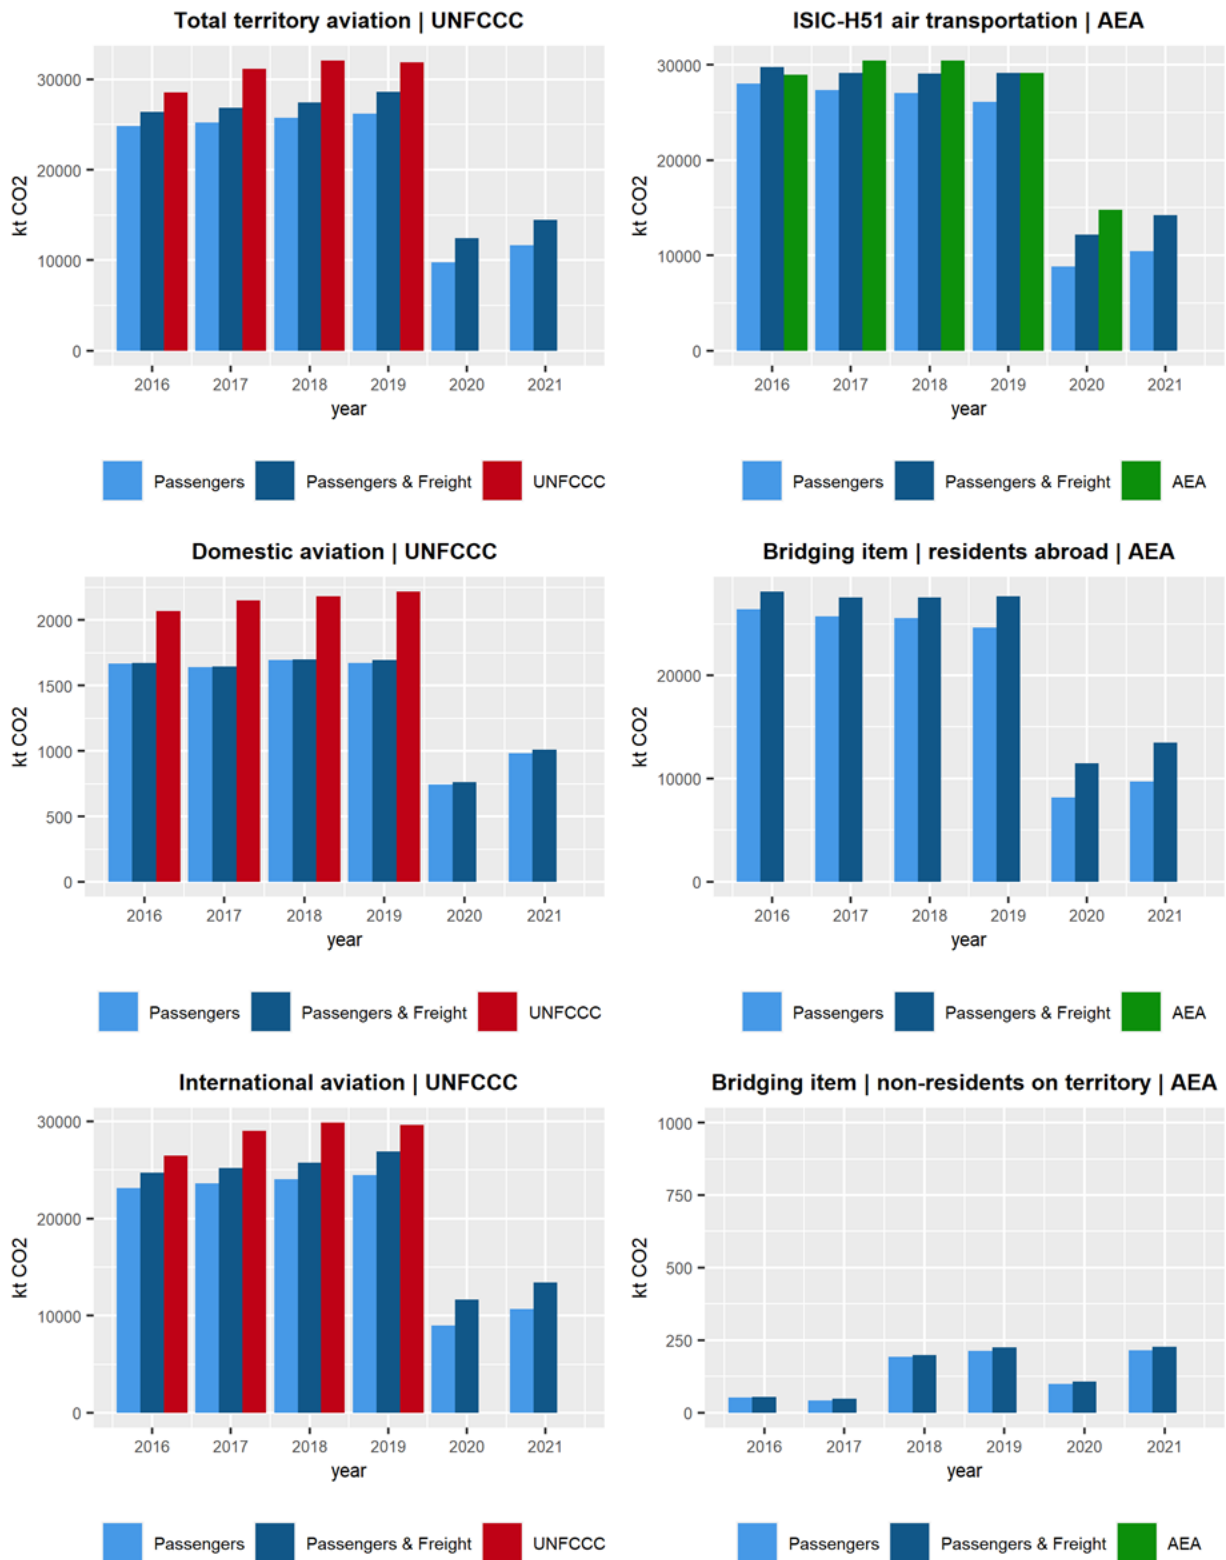 Total territory aviation | UNFCCC
kt CO2
30000
20000
10000
0
2016 2017 2018 2019 2020 2021
year
Passengers Passengers & Freight UNFCCC
ISIC-H51 air transportation | AEA
kt CO2
30000
20000
10000
0
2016 2017 2018 2019 2020 2021
year
Passengers Passengers & Freight AEA
Domestic aviation | UNFCCC
kt CO2
2000
1500
1000
500
0
2016 2017 2018 2019 2020 2021
year
Passengers Passengers & Freight UNFCCC
Bridging item | residents abroad | AEA
kt CO2
20000
10000
0
2016 2017 2018 2019 2020 2021
year
Passengers Passengers & Freight AEA
International aviation | UNFCCC
kt CO2
30000
20000
10000
0
2016 2017 2018 2019 2020 2021
year
Passengers Passengers & Freight UNFCCC
Bridging item | non-residents on territory | AEA
kt CO2
1000
750
500
250
0
2016 2017 2018 2019 2020 2021
year
Passengers Passengers & Freight AEA